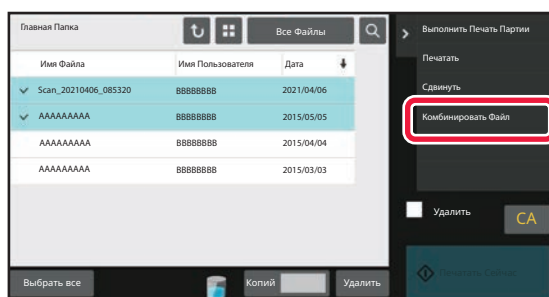 Главная Папка
Все Файлы
Имя Файла Имя Пользователя Дата
Scan_20210406_085320 BBBBBBBB 2021/04/06
AAAAAAAAA BBBBBBBB 2015/05/05
AAAAAAAAA BBBBBBBB 2015/04/04
AAAAAAAAA BBBBBBBB 2015/03/03
Выбрать все Копий Удалить
Выполнить Печать Партии
Печатать
Сдвинуть
Комбинировать Файл
Удалить
CA
Печатать Сейчас